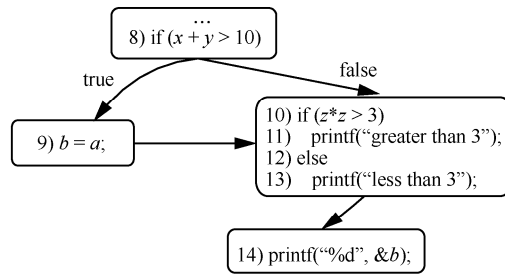 ...
8) if (x + y > 10)
true
false
9) b = a;
10) if (z*z > 3)
11) printf(“greater than 3”);
12) else
13) printf(“less than 3”);
14) printf(“%d”, &b);